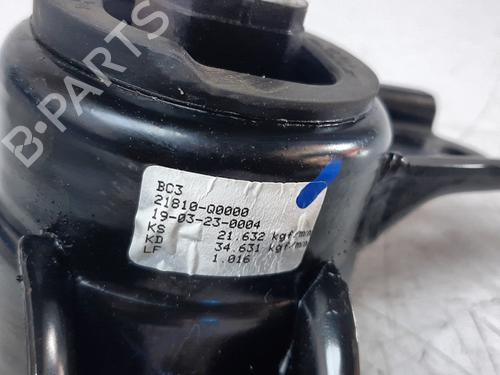 B-PARTS
BC3
21810-Q0000
19-03-23-0004
KS 21.632 kgf/mm
KD 34.631 kgf/mm
LF 1.016